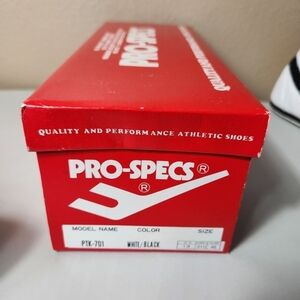 PRO-SPECS
QUALITY AND PERFORMANCE ATHLETIC SHOES
PRO-SPECS®
®
MODEL NAME COLOR SIZE
PTK-701 WHITE/BLACK